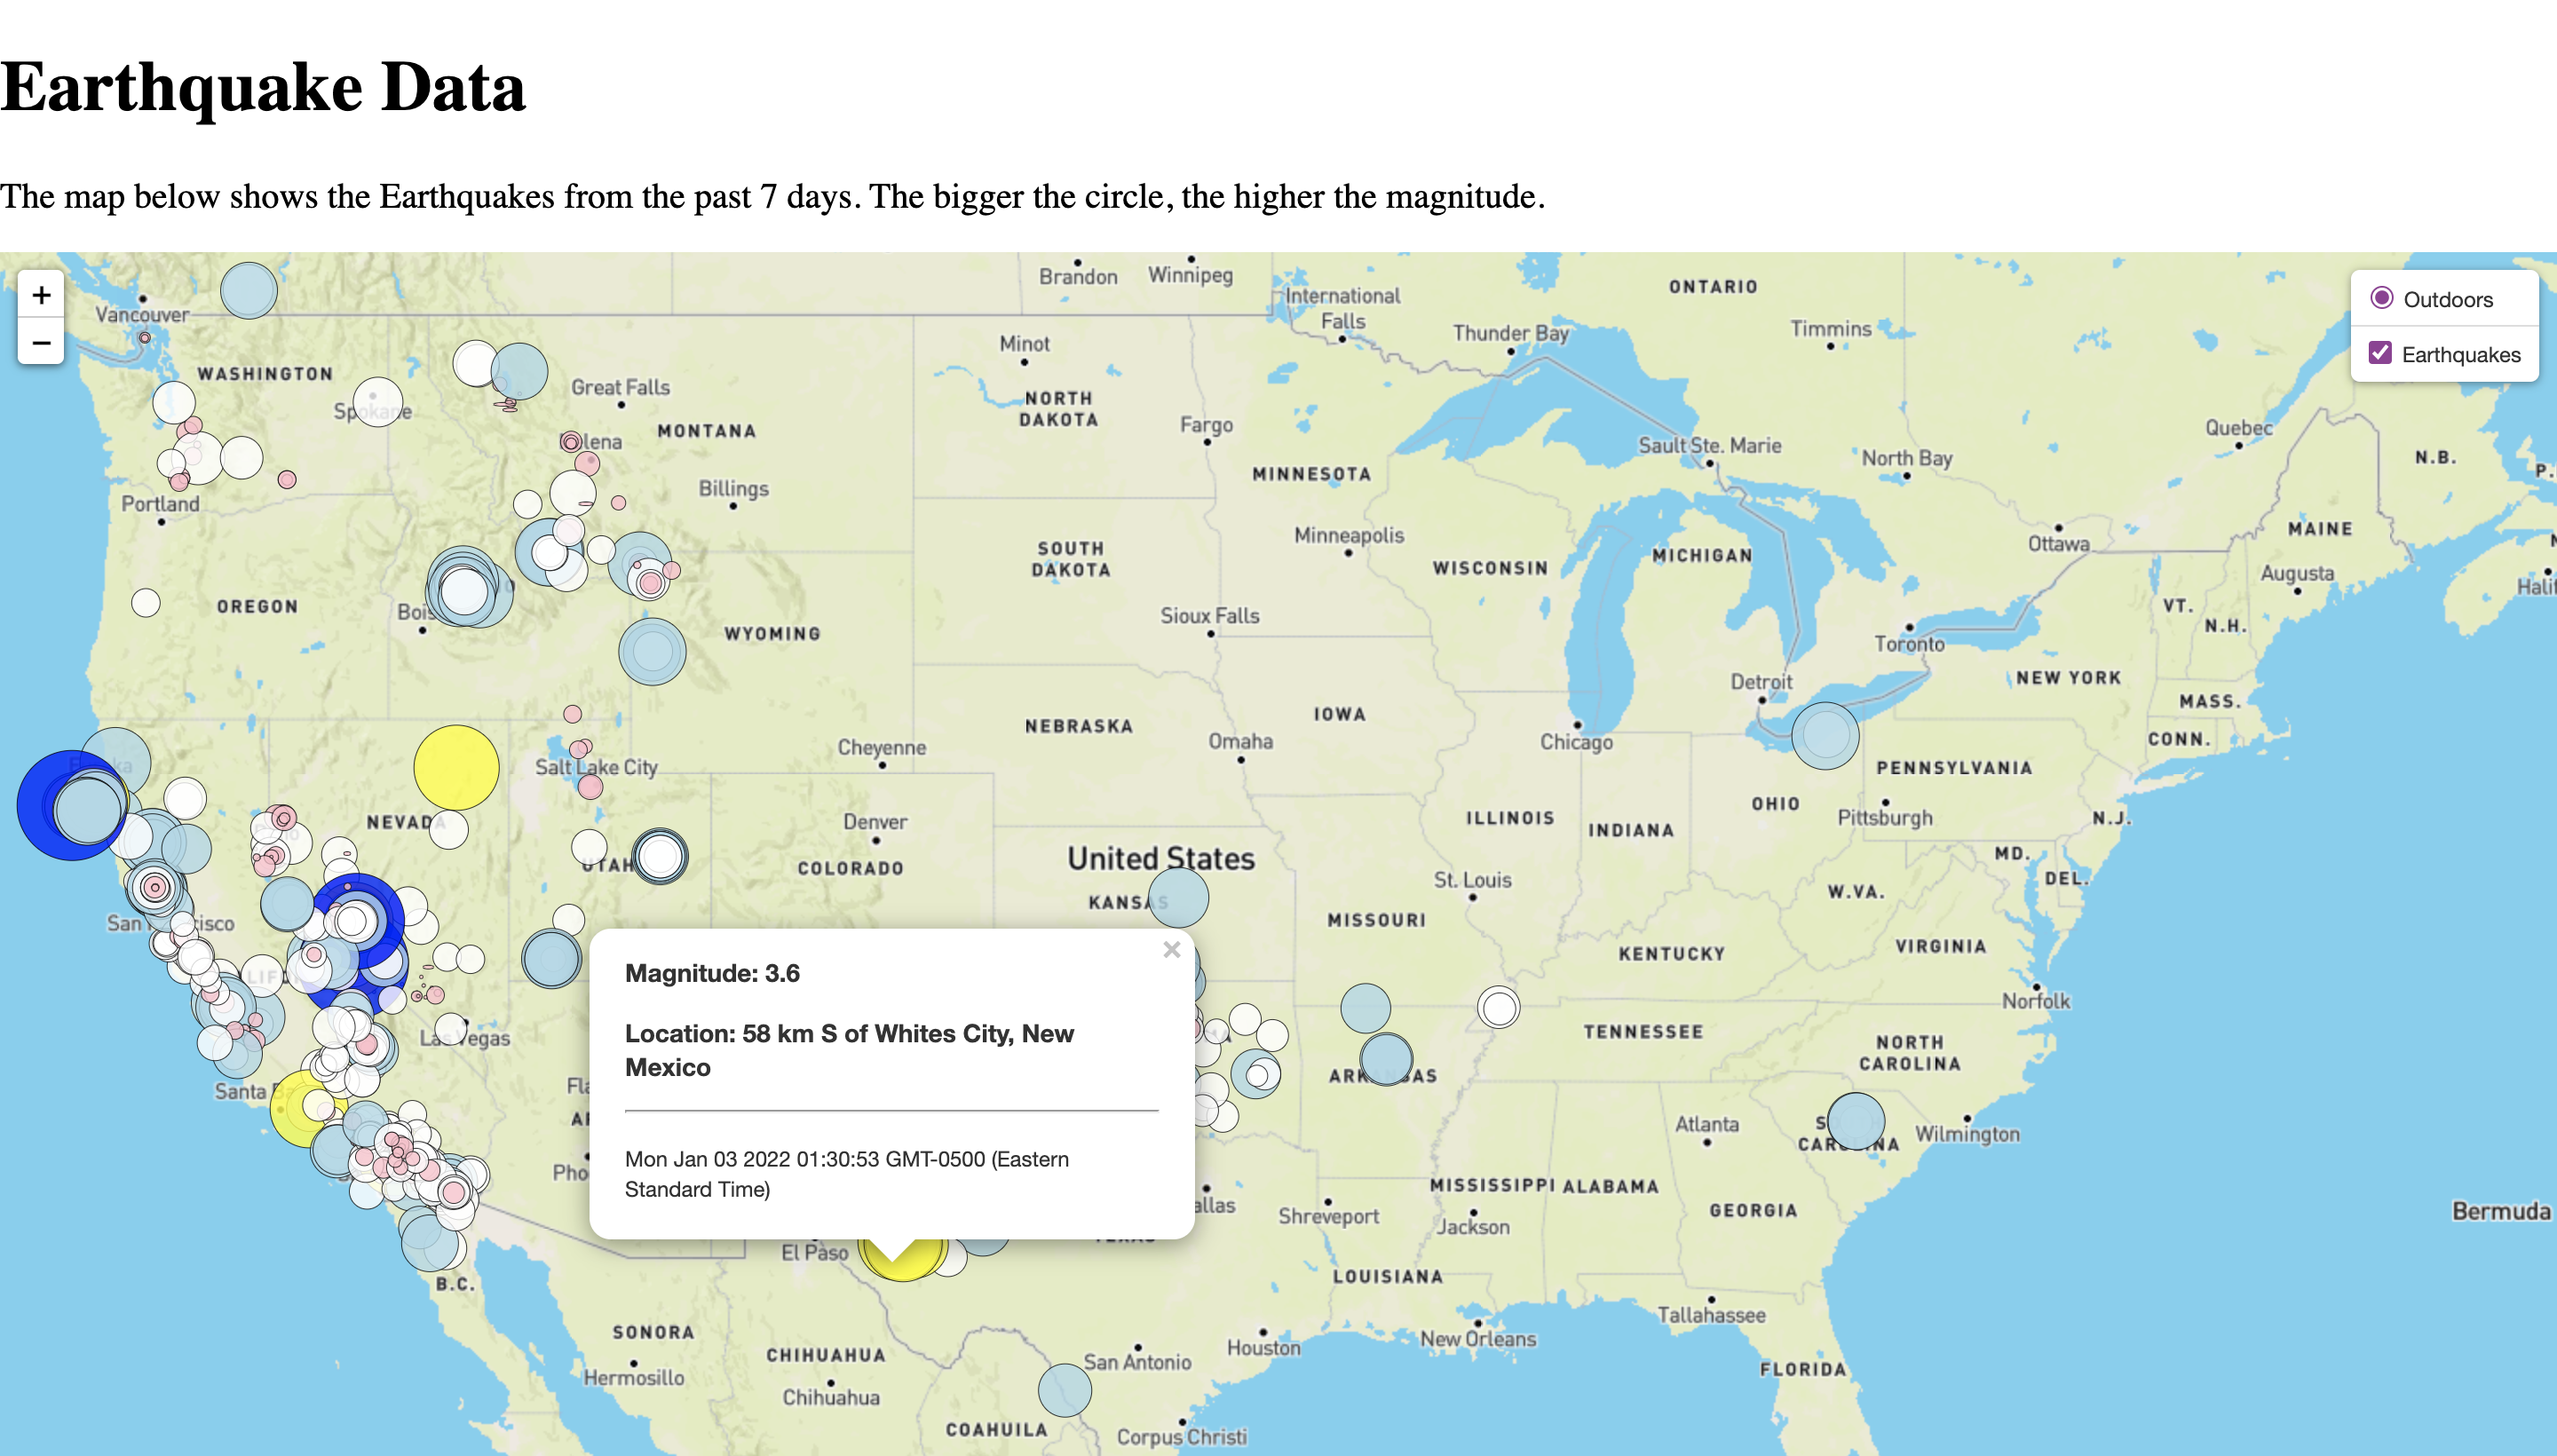 Earthquake Data
The map below shows the Earthquakes from the past 7 days. The bigger the circle, the higher the magnitude.
+
−
Outdoors
Earthquakes
Brandon
Winnipeg
International
Falls
ONTARIO
Vancouver
Thunder Bay
Timmins
Minot
WASHINGTON
Great Falls
Spokane
NORTH
DAKOTA
MONTANA
Fargo
Quebec
Sault Ste. Marie
North Bay
N.B.
MINNESOTA
Billings
Portland
Minneapolis
MAINE
Ottawa
SOUTH
DAKOTA
WISCONSIN
MICHIGAN
Augusta
OREGON
VT.
Sioux Falls
N.H.
WYOMING
Toronto
NEW YORK
Detroit
MASS.
IOWA
NEBRASKA
Omaha
Chicago
CONN.
Cheyenne
Salt Lake City
PENNSYLVANIA
OHIO
NEVADA
Denver
ILLINOIS
INDIANA
Pittsburgh
N.J.
United States
MD.
UTAH
COLORADO
St. Louis
DEL.
W.VA.
KANSAS
MISSOURI
VIRGINIA
KENTUCKY
Norfolk
Las Vegas
TENNESSEE
NORTH
CAROLINA
ARKANSAS
Santa
Atlanta
Wilmington
Magnitude: 3.6
Location: 58 km S of Whites City, New
Mexico
Mon Jan 03 2022 01:30:53 GMT-0500 (Eastern
Standard Time)
MISSISSIPPI
ALABAMA
Shreveport
Jackson
GEORGIA
Bermuda
El Paso
LOUISIANA
B.C.
Tallahassee
SONORA
New Orleans
Houston
CHIHUAHUA
San Antonio
FLORIDA
Hermosillo
Chihuahua
COAHUILA
Corpus Christi